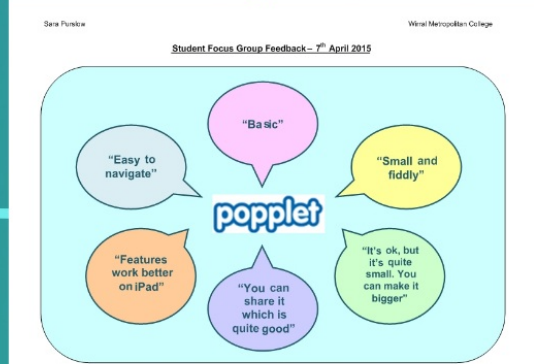 Sara Purslow
Wirral Metropolitan College
Student Focus Group Feedback – 7th April 2015
“Basic”
“Easy to
navigate”
“Small and
fiddly”
popplet
“Features
work better
on iPad”
“You can
share it
which is
quite good”
“It's ok, but
it's quite
small. You
can make it
bigger”